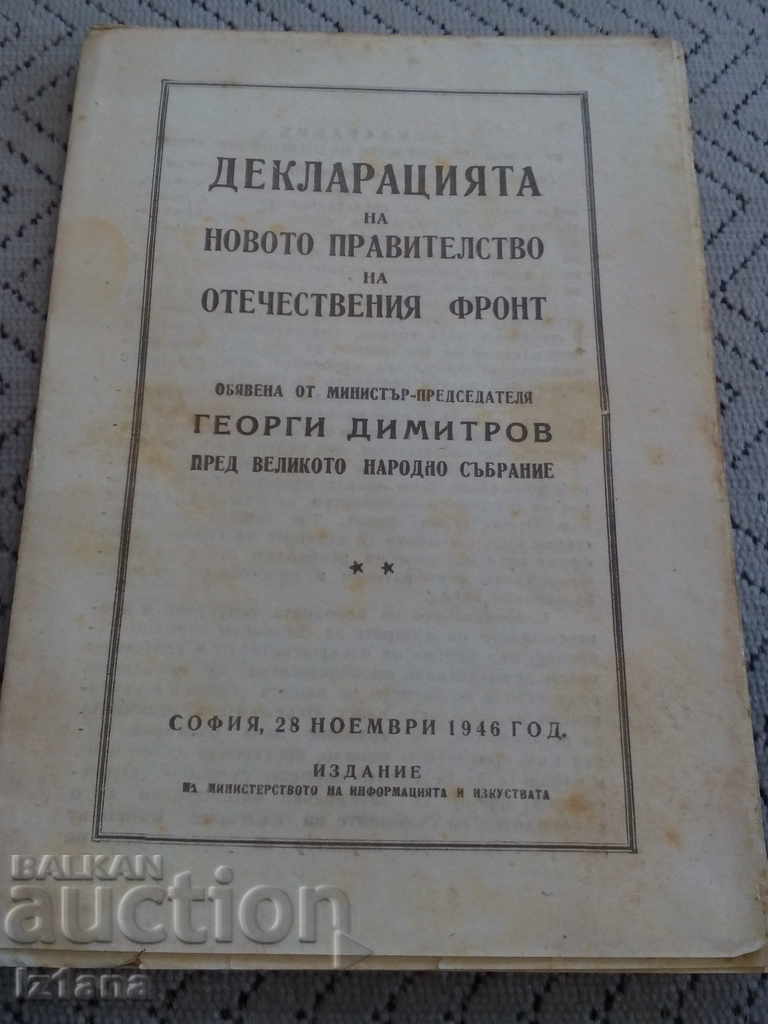 ДЕКЛАРАЦИЯТА
НА
НОВОТО ПРАВИТЕЛСТВО
НА
ОТЕЧЕСТВЕНИЯ ФРОНТ
ОБЯВЕНА ОТ МИНИСТЪР-ПРЕДСЕДАТЕЛЯ
ГЕОРГИ ДИМИТРОВ
ПРЕД ВЕЛИКОТО НАРОДНО СЪБРАНИЕ
СОФИЯ, 28 НОЕМВРИ 1946 ГОД.
ИЗДАНИЕ
НА МИНИСТЕРСТВОТО НА ИНФОРМАЦИЯТА И ИЗКУСТВАТА
BALKAN
auction
Iz1ana